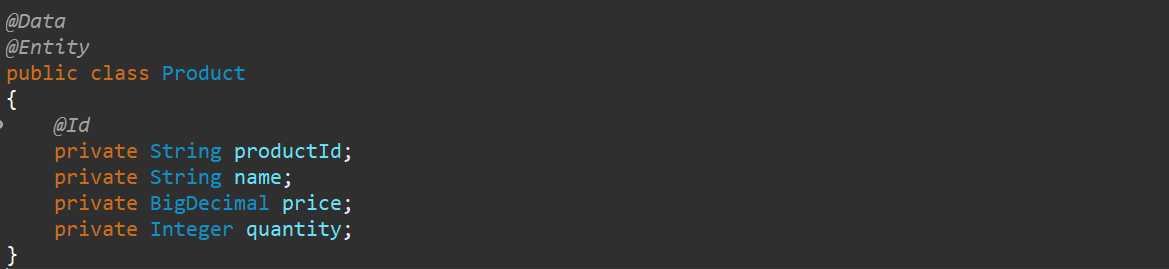 @Data
@Entity
public class Product
{
    @Id
    private String productId;
    private String name;
    private BigDecimal price;
    private Integer quantity;
}